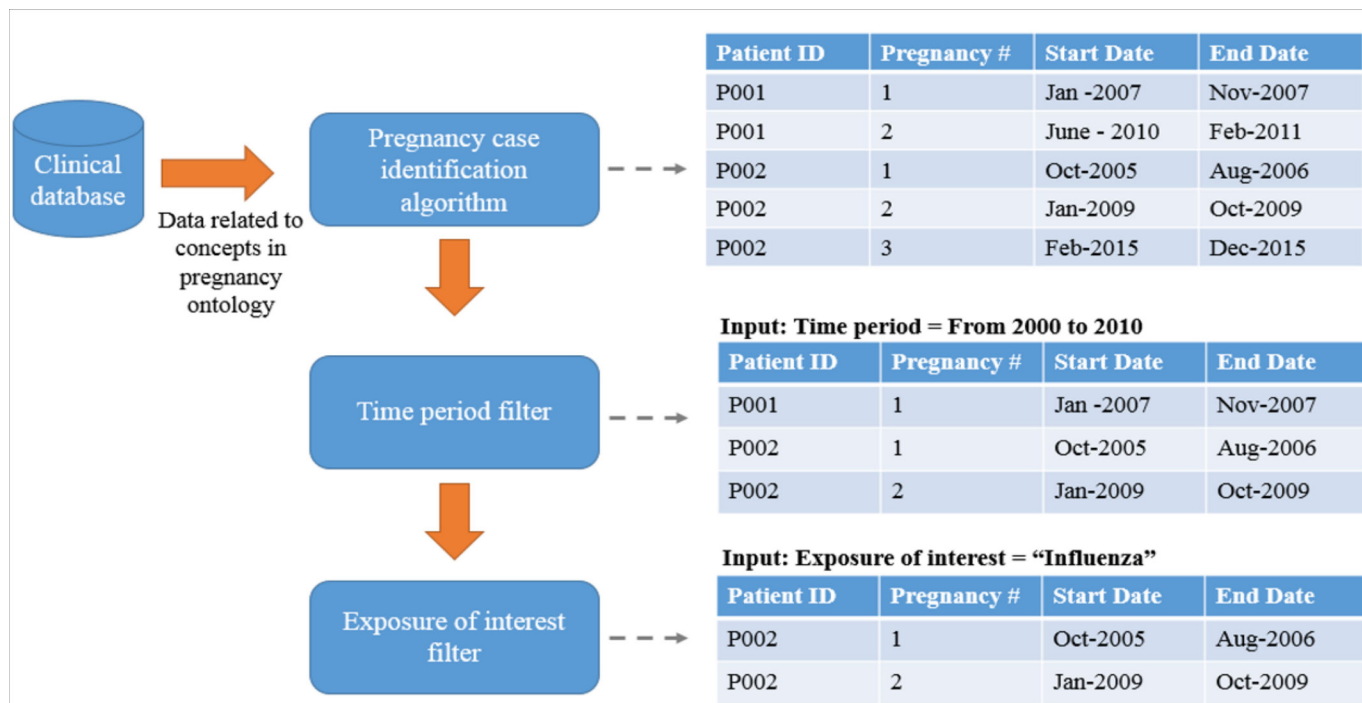 Clinical
database
Data related to
concepts in
pregnancy
ontology
Pregnancy case
identification
algorithm
Time period filter
Exposure of interest
filter
Patient ID Pregnancy # Start Date End Date
P001 1 Jan -2007 Nov-2007
P001 2 June - 2010 Feb-2011
P002 1 Oct-2005 Aug-2006
P002 2 Jan-2009 Oct-2009
P002 3 Feb-2015 Dec-2015
Input: Time period = From 2000 to 2010
Patient ID Pregnancy # Start Date End Date
P001 1 Jan -2007 Nov-2007
P002 1 Oct-2005 Aug-2006
P002 2 Jan-2009 Oct-2009
Input: Exposure of interest = “Influenza”
Patient ID Pregnancy # Start Date End Date
P002 1 Oct-2005 Aug-2006
P002 2 Jan-2009 Oct-2009